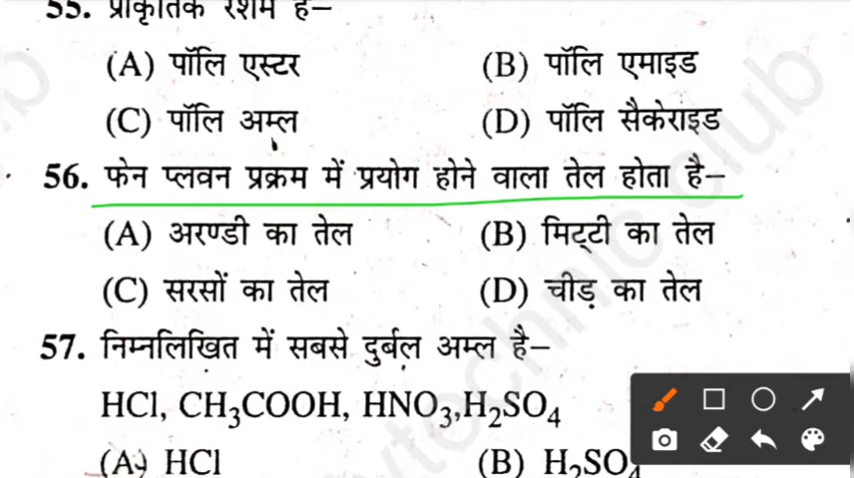 55. प्राकृतिक रेशम है–
(A) पॉलि एस्टर (B) पॉलि एमाइड
(C) पॉलि अम्ल (D) पॉलि सैकेराइड
56. फेन प्लवन प्रक्रम में प्रयोग होने वाला तेल होता है–
(A) अरण्डी का तेल (B) मिट्टी का तेल
(C) सरसों का तेल (D) चीड़ का तेल
57. निम्नलिखित में सबसे दुर्बल अम्ल है–
HCl, CH₃COOH, HNO₃,H₂SO₄
(A) HCl (B) H₂SO₄